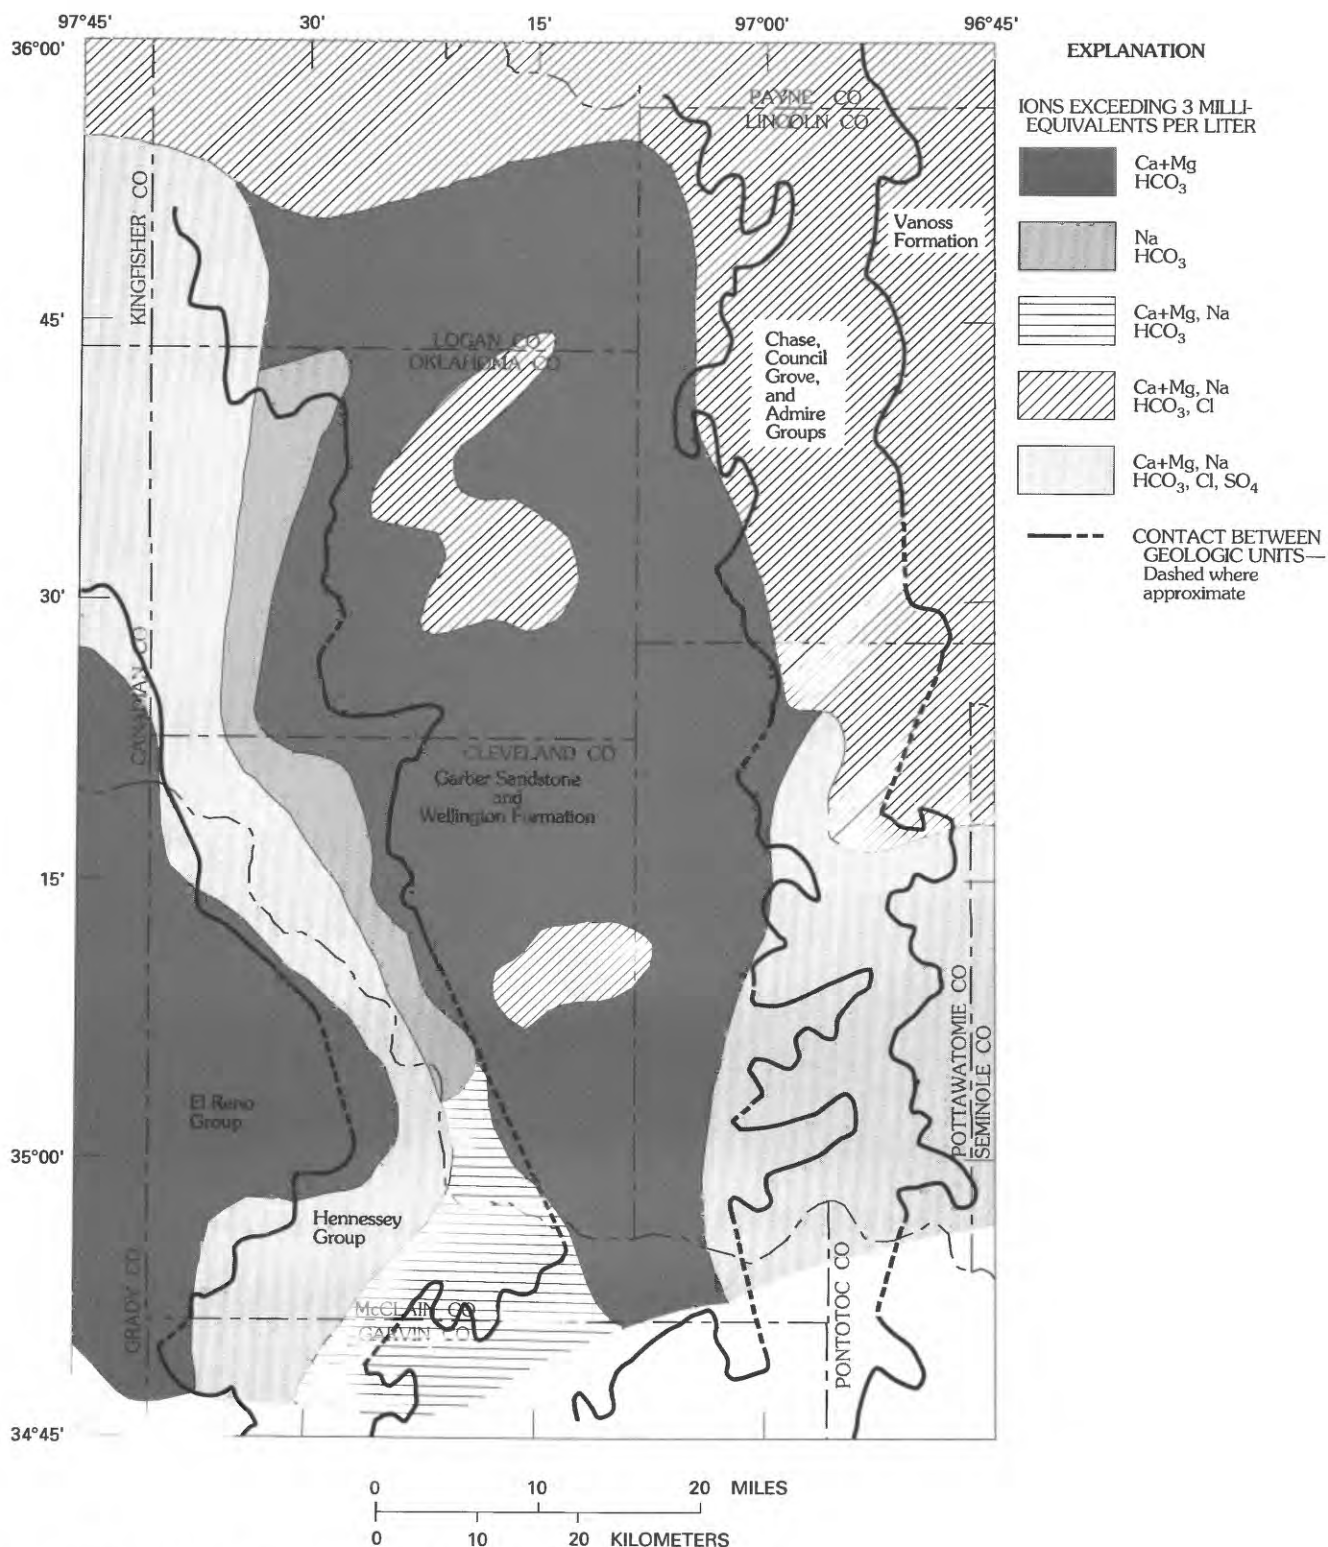 97°45'
30'
15'
97°00'
96°45'
36°00'
45'
30'
15'
35°00'
34°45'
PAYNE CO
LINCOLN CO
KINGFISHER CO
LOGAN CO
OKLAHOMA CO
CANADIAN CO
CLEVELAND CO
Garber Sandstone
and
Wellington Formation
Vanoss
Formation
Chase,
Council
Grove,
and
Admire
Groups
El Reno
Group
Hennessey
Group
GRADY CO
McCLAIN CO
GARVIN CO
PONTOTOC CO
POTTAWATOMIE CO
SEMINOLE CO
EXPLANATION
IONS EXCEEDING 3 MILLI-
EQUIVALENTS PER LITER
Ca+Mg
HCO₃
Na
HCO₃
Ca+Mg, Na
HCO₃
Ca+Mg, Na
HCO₃, Cl
Ca+Mg, Na
HCO₃, Cl, SO₄
CONTACT BETWEEN
GEOLOGIC UNITS—
Dashed where
approximate
0 10 20 MILES
0 10 20 KILOMETERS